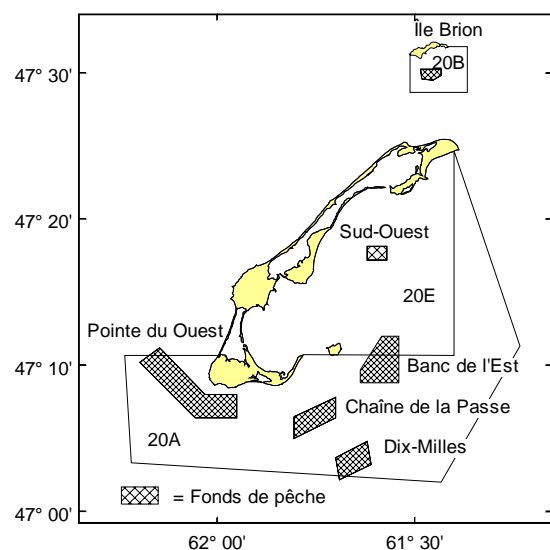 Île Brion
47° 30'
20B
47° 20'
Sud-Ouest
20E
Pointe du Ouest
47° 10'
Banc de l'Est
Chaîne de la Passe
20A
Dix-Milles
= Fonds de pêche
47° 00'
62° 00'
61° 30'